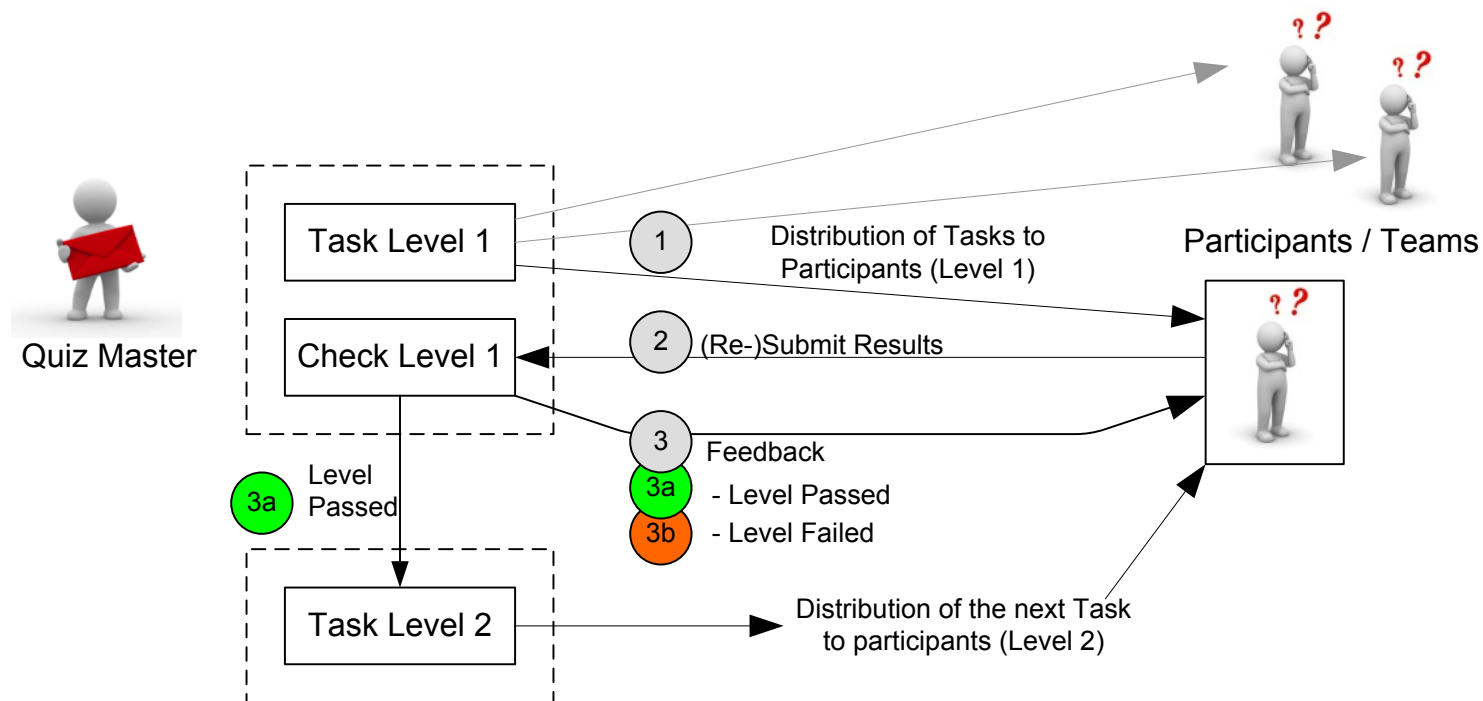 ? ?
? ?
Task Level 1
1
Distribution of Tasks to
Participants (Level 1)
Participants / Teams
? ?
Quiz Master
Check Level 1
2
(Re-)Submit Results
3
Feedback
3a
Level
Passed
3a
- Level Passed
3b
- Level Failed
Task Level 2
Distribution of the next Task
to participants (Level 2)